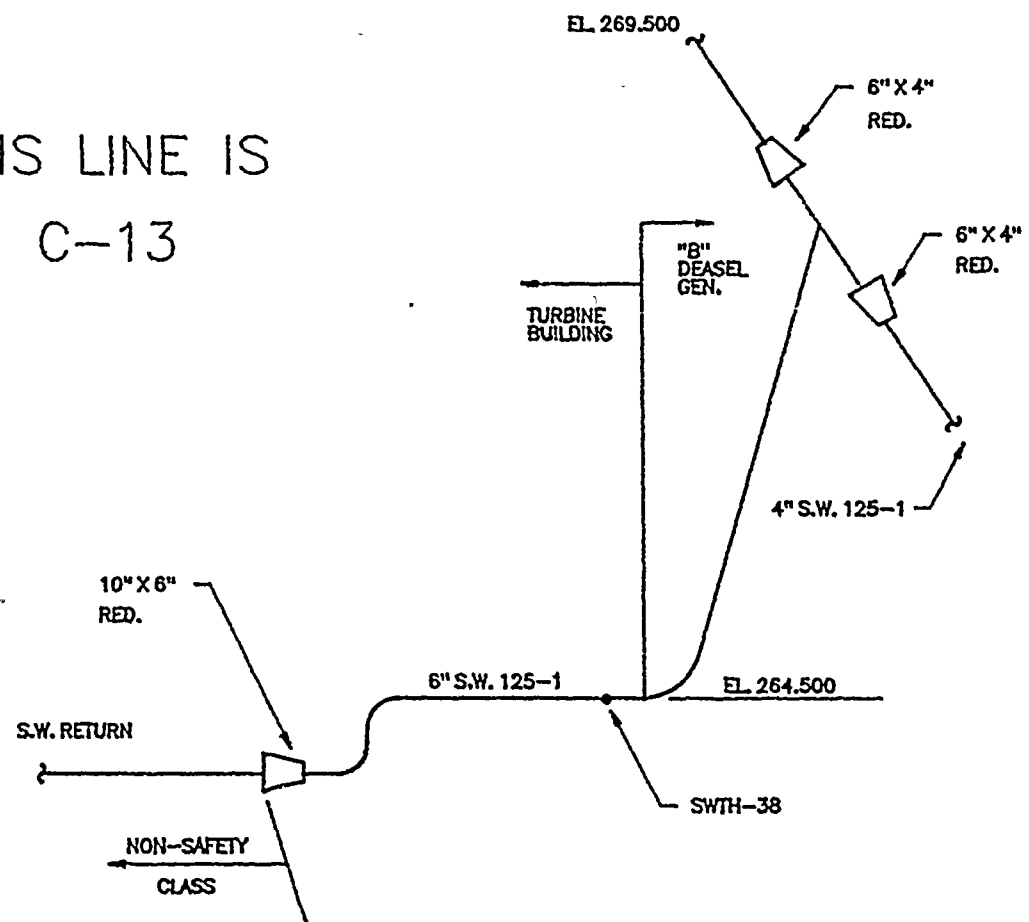 EL. 269.500
6" X 4"
RED.
IS LINE IS
C-13
6" X 4"
RED.
"B"
DEASEL
GEN.
TURBINE
BUILDING
4" S.W. 125-1
10" X 6"
RED.
6" S.W. 125-1
EL. 264.500
S.W. RETURN
SWTH-38
NON-SAFETY
CLASS